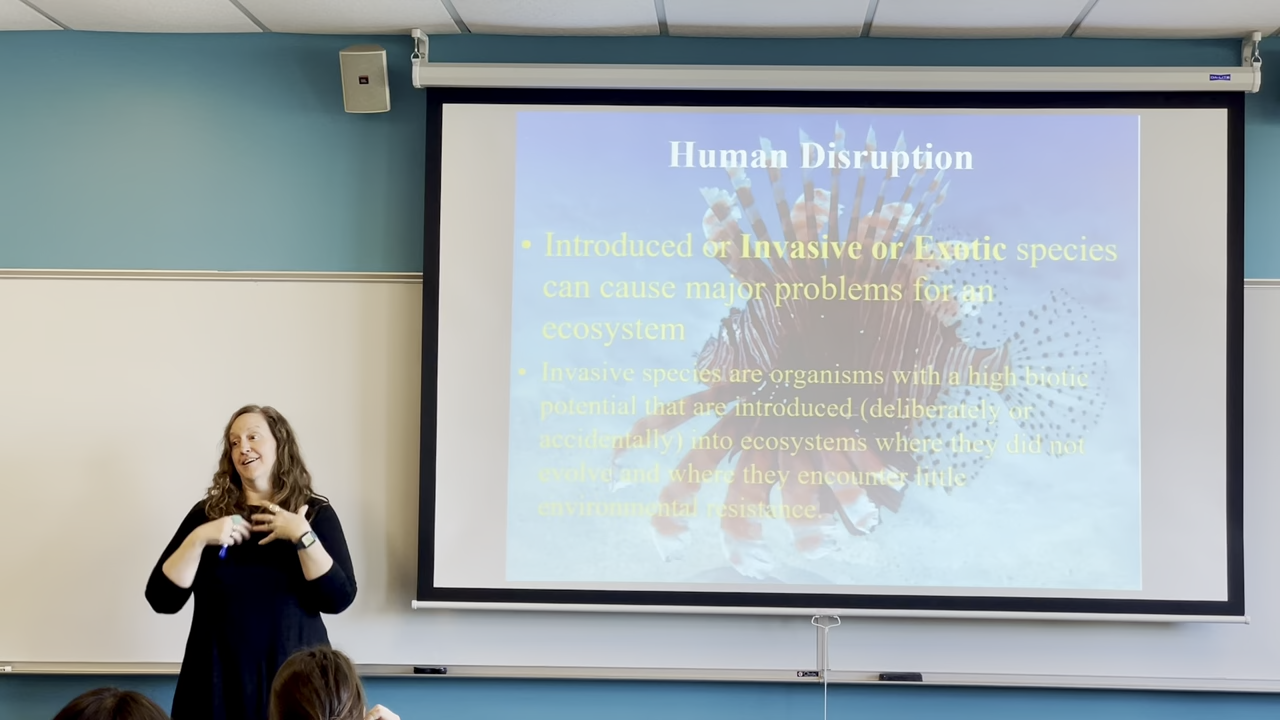 Human Disruption
• Introduced or Invasive or Exotic species
can cause major problems for an
ecosystem
• Invasive species are organisms with a high biotic
potential that are introduced (deliberately or
accidentally) into ecosystems where they did not
evolve and where they encounter little
environmental resistance.